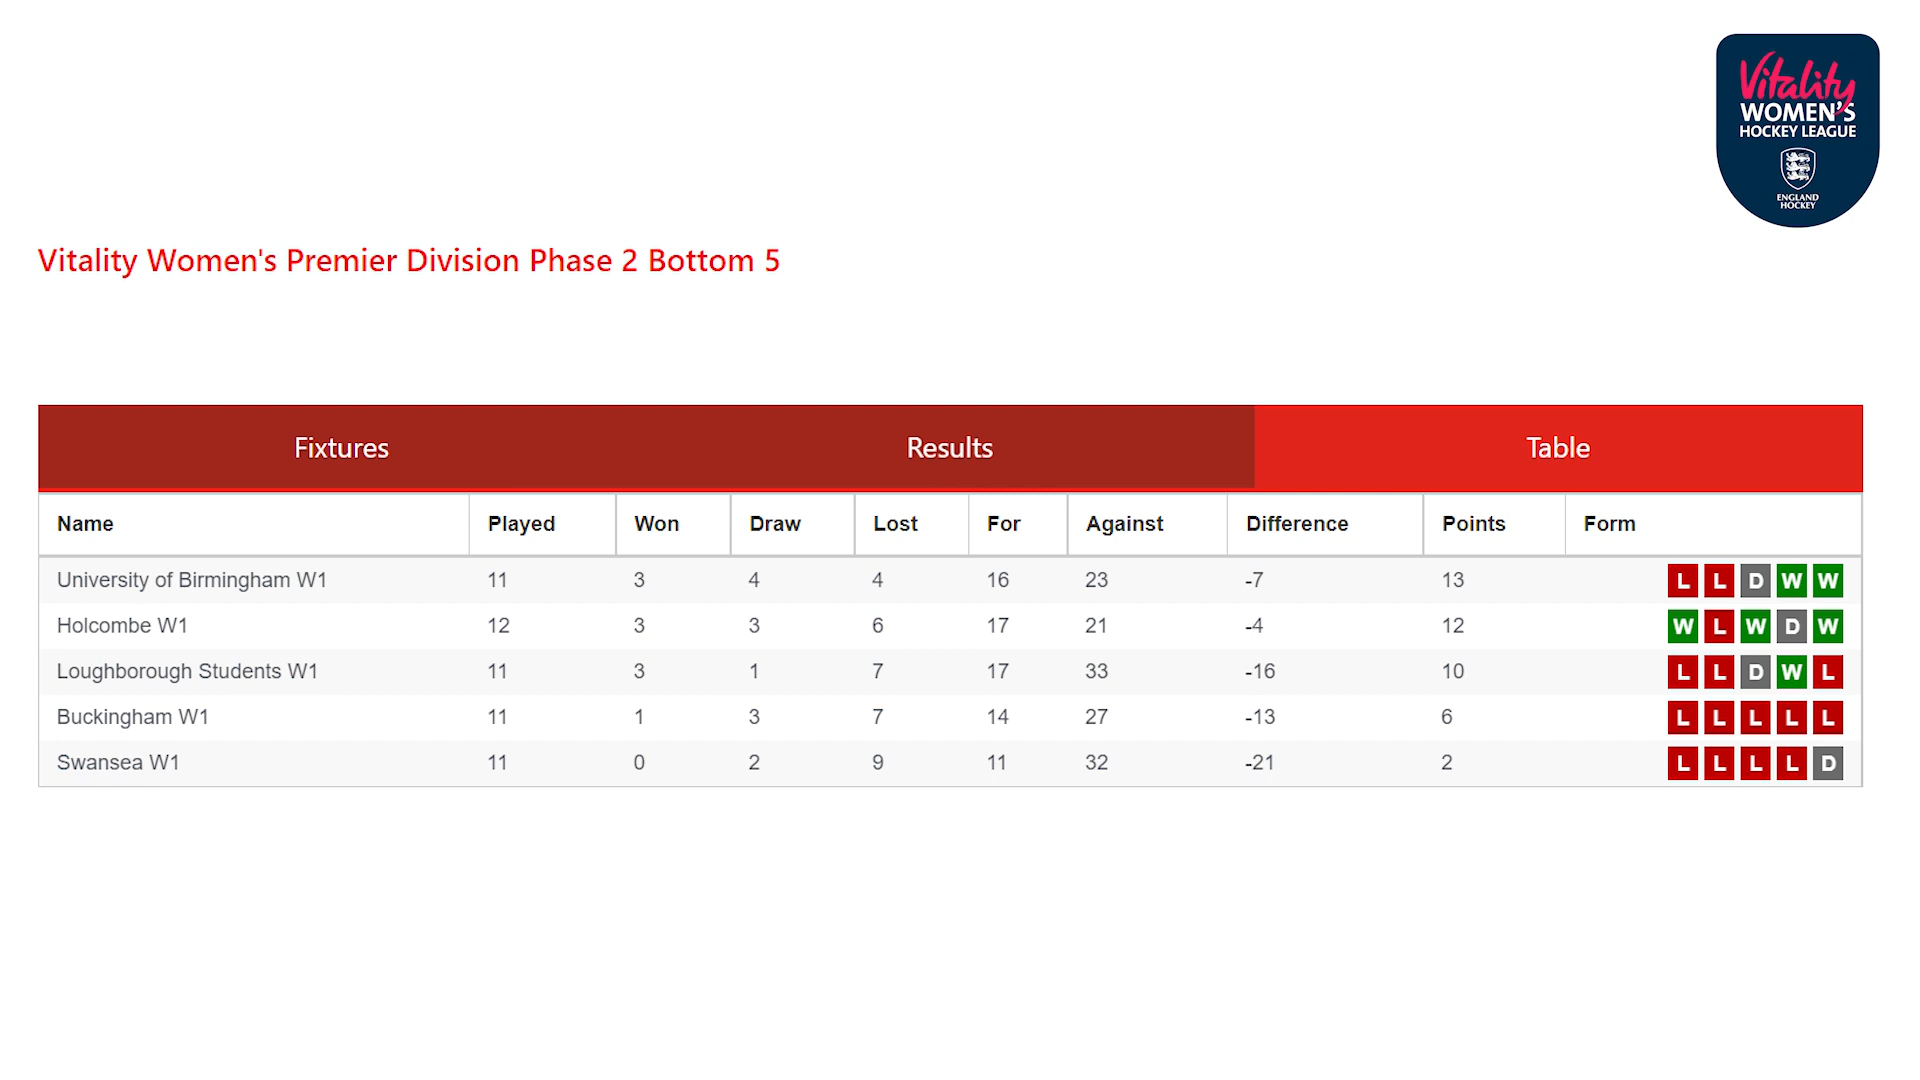 Vitality
WOMEN'S
HOCKEY LEAGUE
ENGLAND
HOCKEY
Vitality Women's Premier Division Phase 2 Bottom 5
Fixtures Results Table
Name Played Won Draw Lost For Against Difference Points Form
University of Birmingham W1 11 3 4 4 16 23 -7 13 L L D W W
Holcombe W1 12 3 3 6 17 21 -4 12 W L W D W
Loughborough Students W1 11 3 1 7 17 33 -16 10 L L D W L
Buckingham W1 11 1 3 7 14 27 -13 6 L L L L L
Swansea W1 11 0 2 9 11 32 -21 2 L L L L D